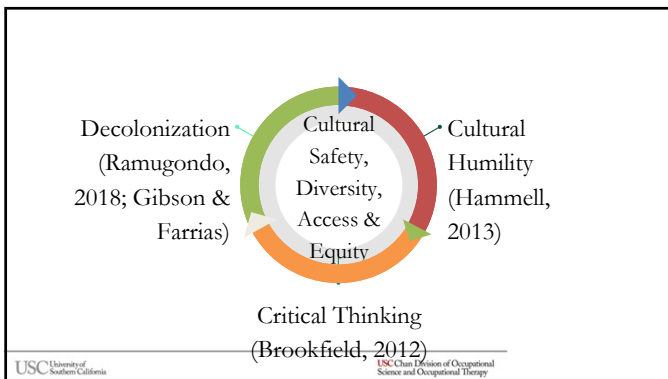 Decolonization
(Ramugondo,
2018; Gibson &
Farrias)
Cultural
Safety,
Diversity,
Access &
Equity
Cultural
Humility
(Hammell,
2013)
Critical Thinking
(Brookfield, 2012)
USC University of
Southern California
USC Chan Division of Occupational
Science and Occupational Therapy